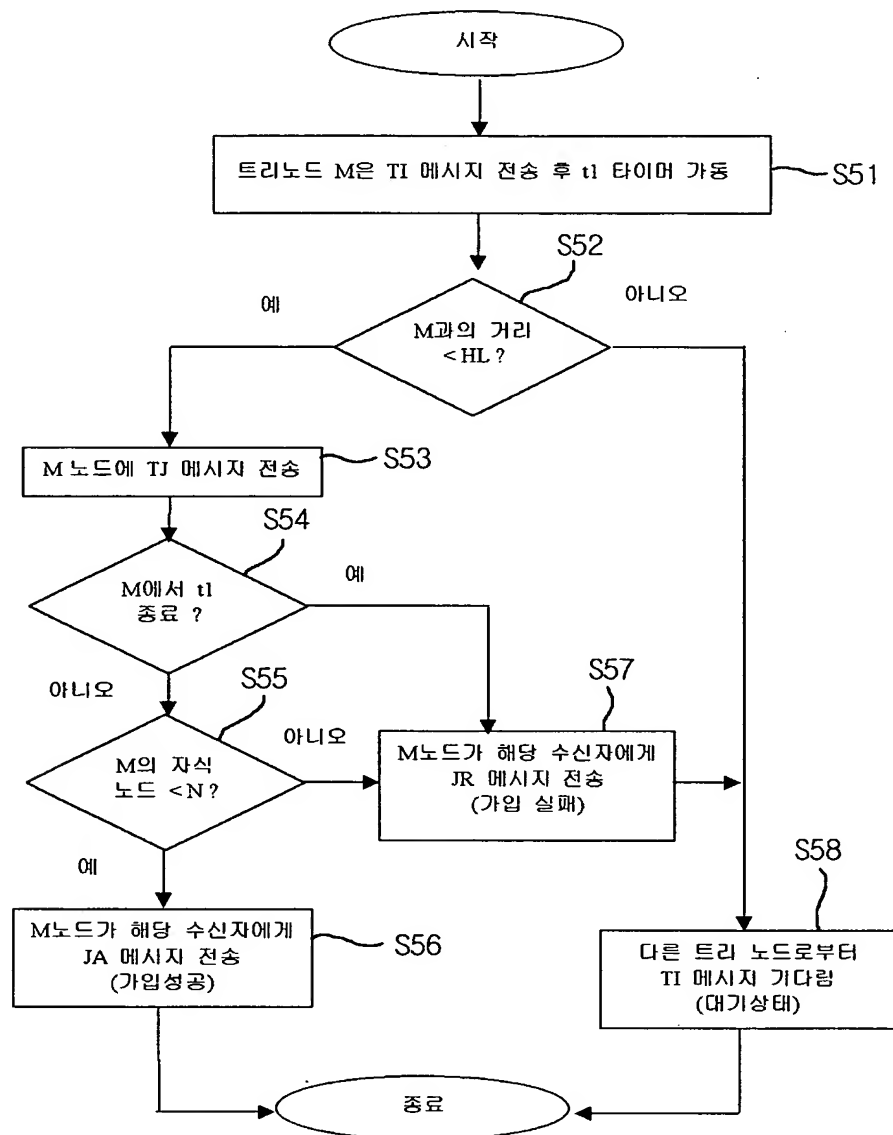 시작
트리노드 M은 TI 메시지 전송 후 t1 타이머 가동
S51
S52
예
아니오
M과의 거리
<HL?
M 노드에 TJ 메시지 전송
S53
S54
M에서 t1
종료 ?
예
아니오
S55
S57
M의 자식
노드 <N?
아니오
M노드가 해당 수신자에게
JR 메시지 전송
(가입 실패)
예
S58
M노드가 해당 수신자에게
JA 메시지 전송
(가입성공)
S56
다른 트리 노드로부터
TI 메시지 기다림
(대기상태)
종료